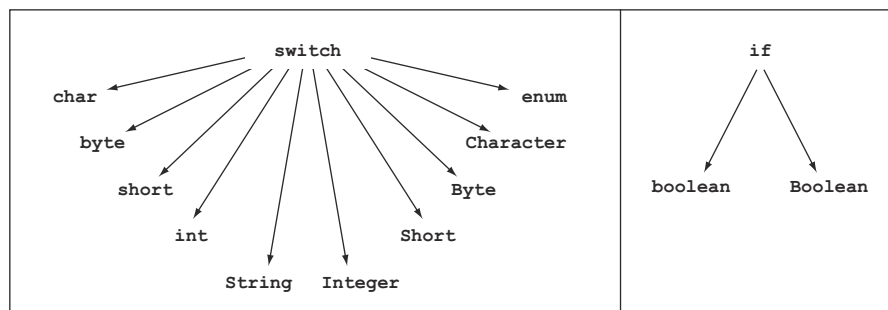 switch
char
enum
byte
Character
short
Byte
int
Short
String Integer
if
boolean Boolean